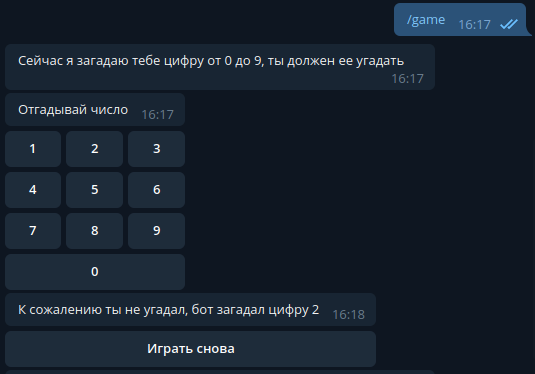 /game 16:17
Сейчас я загадаю тебе цифру от 0 до 9, ты должен ее угадать
16:17
Отгадывай число 16:17
1 2 3
4 5 6
7 8 9
0
К сожалению ты не угадал, бот загадал цифру 2 16:18
Играть снова